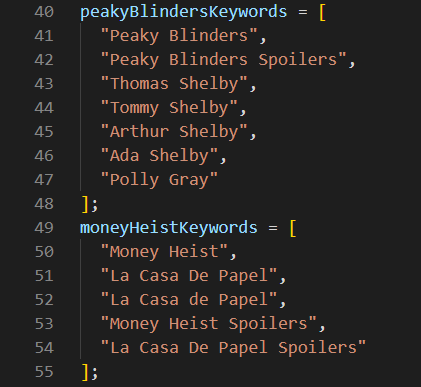 40 peakyBlindersKeywords = [
41 "Peaky Blinders",
42 "Peaky Blinders Spoilers",
43 "Thomas Shelby",
44 "Tommy Shelby",
45 "Arthur Shelby",
46 "Ada Shelby",
47 "Polly Gray"
48 ];
49 moneyHeistKeywords = [
50 "Money Heist",
51 "La Casa De Papel",
52 "La Casa de Papel",
53 "Money Heist Spoilers",
54 "La Casa De Papel Spoilers"
55 ];